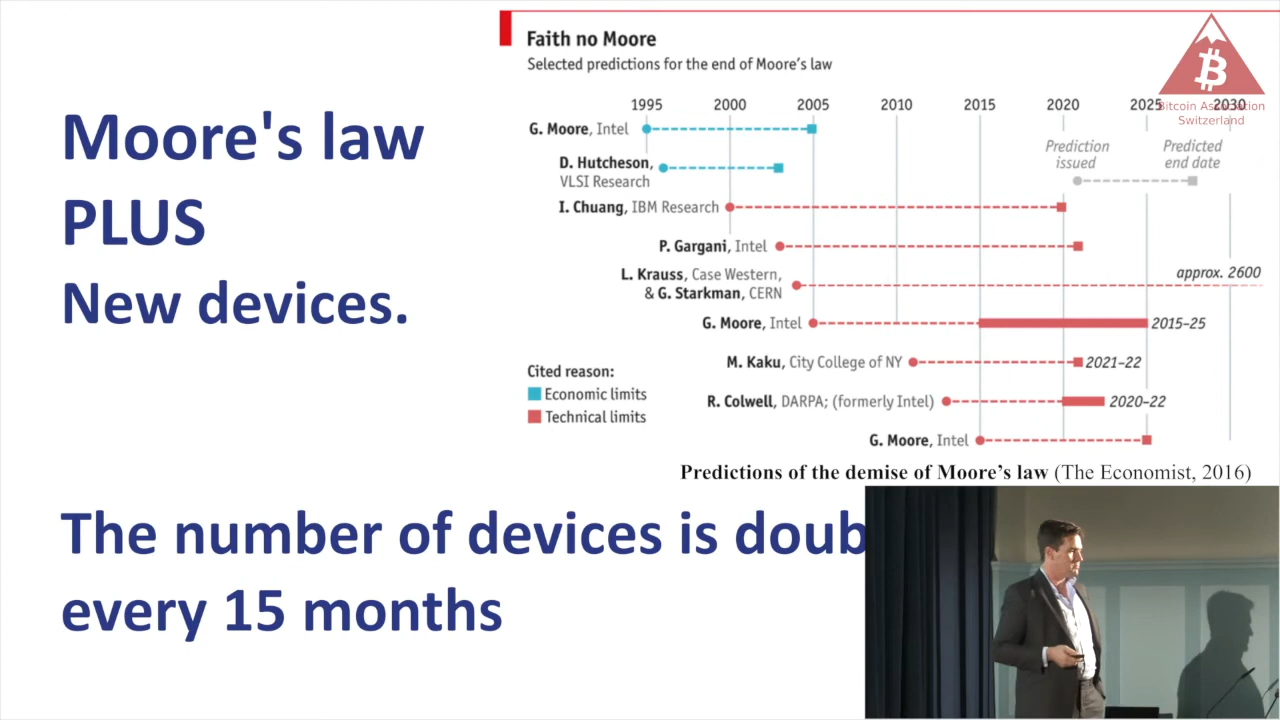 Moore's law
PLUS
New devices.
Faith no Moore
Selected predictions for the end of Moore's law
1995 2000 2005 2010 2015 2020 2025 2030
Bitcoin Association
Switzerland
G. Moore, Intel
Prediction issued
Predicted end date
D. Hutcheson,
VLSI Research
I. Chuang, IBM Research
P. Gargani, Intel
L. Krauss, Case Western,
& G. Starkman, CERN
approx. 2600
G. Moore, Intel
2015–25
M. Kaku, City College of NY
2021–22
R. Colwell, DARPA; (formerly Intel)
2020–22
G. Moore, Intel
Cited reason:
Economic limits
Technical limits
Predictions of the demise of Moore's law (The Economist, 2016)
The number of devices is doub
every 15 months